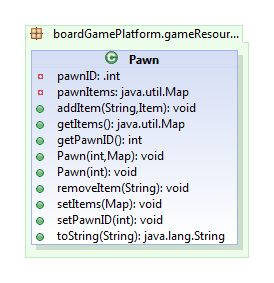 boardGamePlatform.gameResour...
Pawn
pawnID: .int
pawnItems: java.util.Map
addItem(String,Item): void
getItems(): java.util.Map
getPawnID(): int
Pawn(int,Map): void
Pawn(int): void
removeItem(String): void
setItems(Map): void
setPawnID(int): void
toString(String): java.lang.String